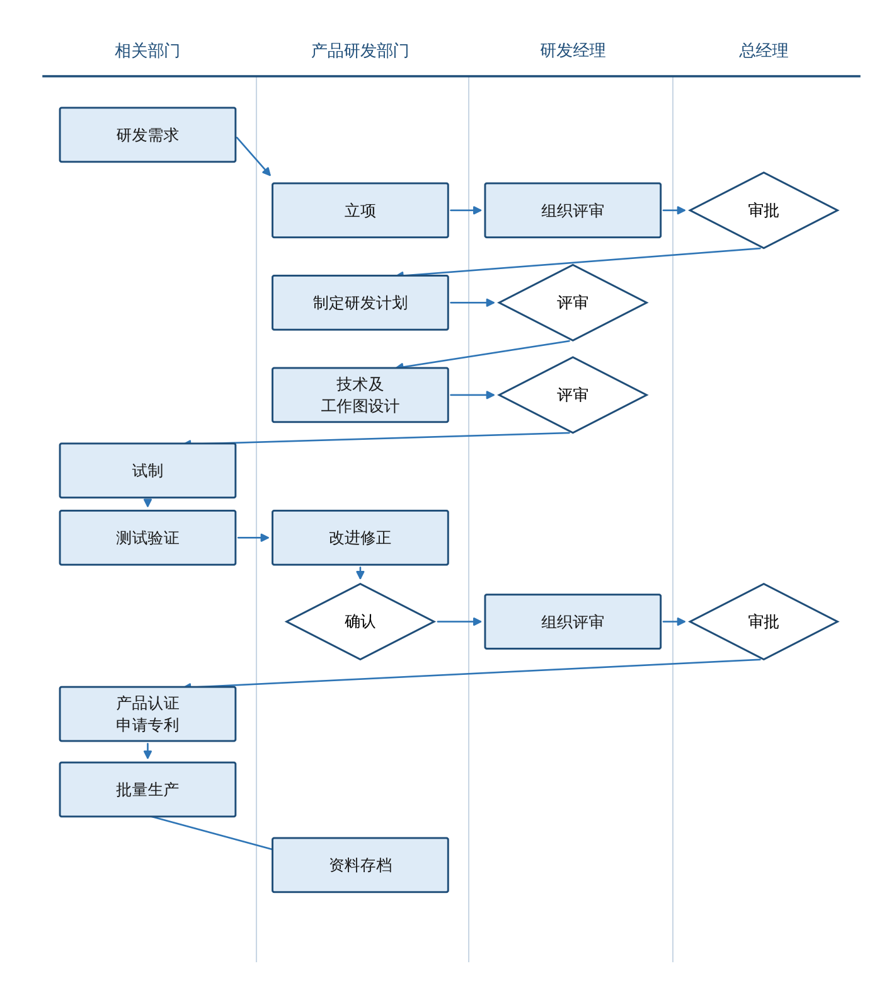 相关部门
产品研发部门
研发经理
总经理
研发需求
立项
组织评审
审批
制定研发计划
评审
技术及
工作图设计
评审
试制
测试验证
改进修正
确认
组织评审
审批
产品认证
申请专利
批量生产
资料存档